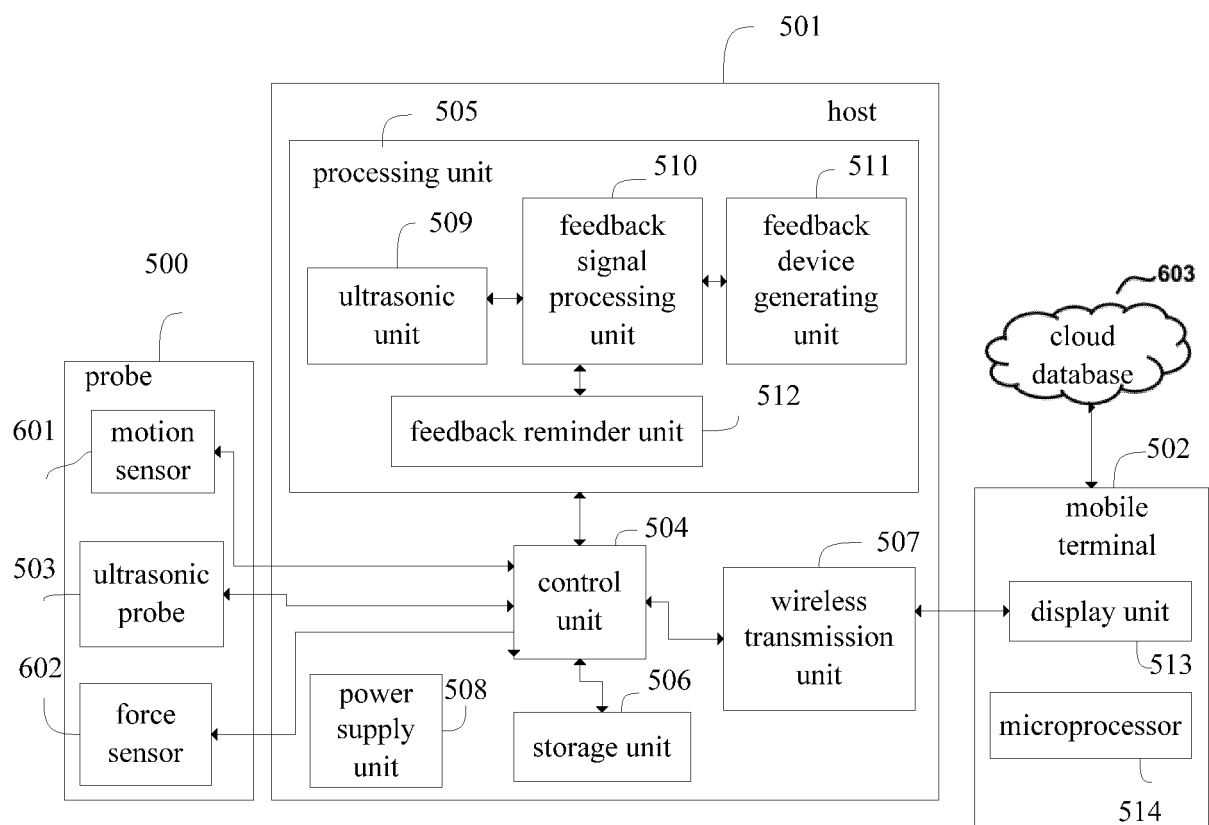 501
host
505
processing unit
510
feedback
signal
processing
unit
511
feedback
device
generating
unit
509
ultrasonic
unit
512
feedback reminder unit
500
probe
601
motion
sensor
503
ultrasonic
probe
602
force
sensor
504
control
unit
507
wireless
transmission
unit
508
power
supply
unit
506
storage unit
603
cloud
database
502
mobile
terminal
display unit
513
microprocessor
514